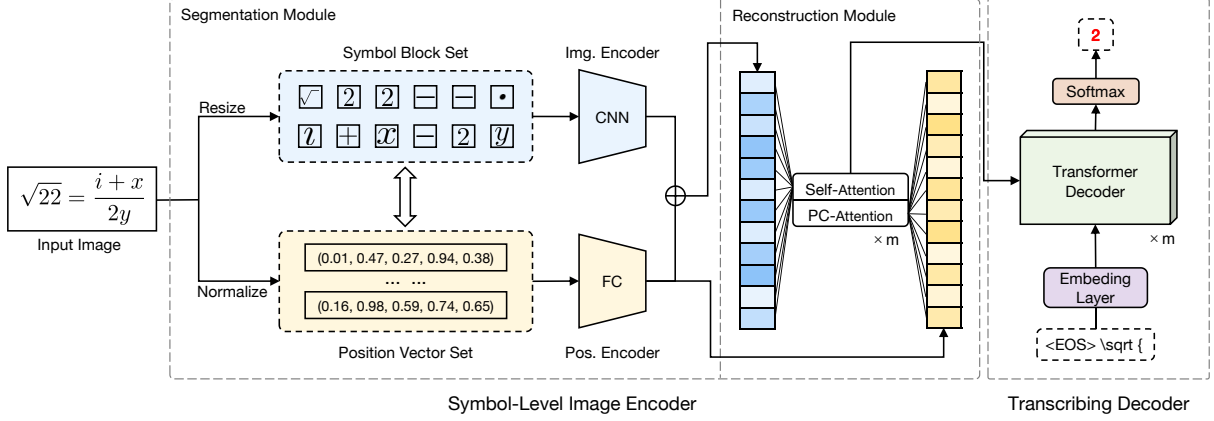 Segmentation Module
Symbol Block Set
√ 2 2 − − •
i + x − 2 y
Resize
Img. Encoder
CNN
√22 = i + x / 2y
Input Image
Normalize
(0.01, 0.47, 0.27, 0.94, 0.38)
... ...
(0.16, 0.98, 0.59, 0.74, 0.65)
Position Vector Set
FC
Pos. Encoder
Reconstruction Module
Self-Attention
PC-Attention
× m
2
Softmax
Transformer
Decoder
× m
Embeding
Layer
<EOS> \sqrt {
Symbol-Level Image Encoder
Transcribing Decoder